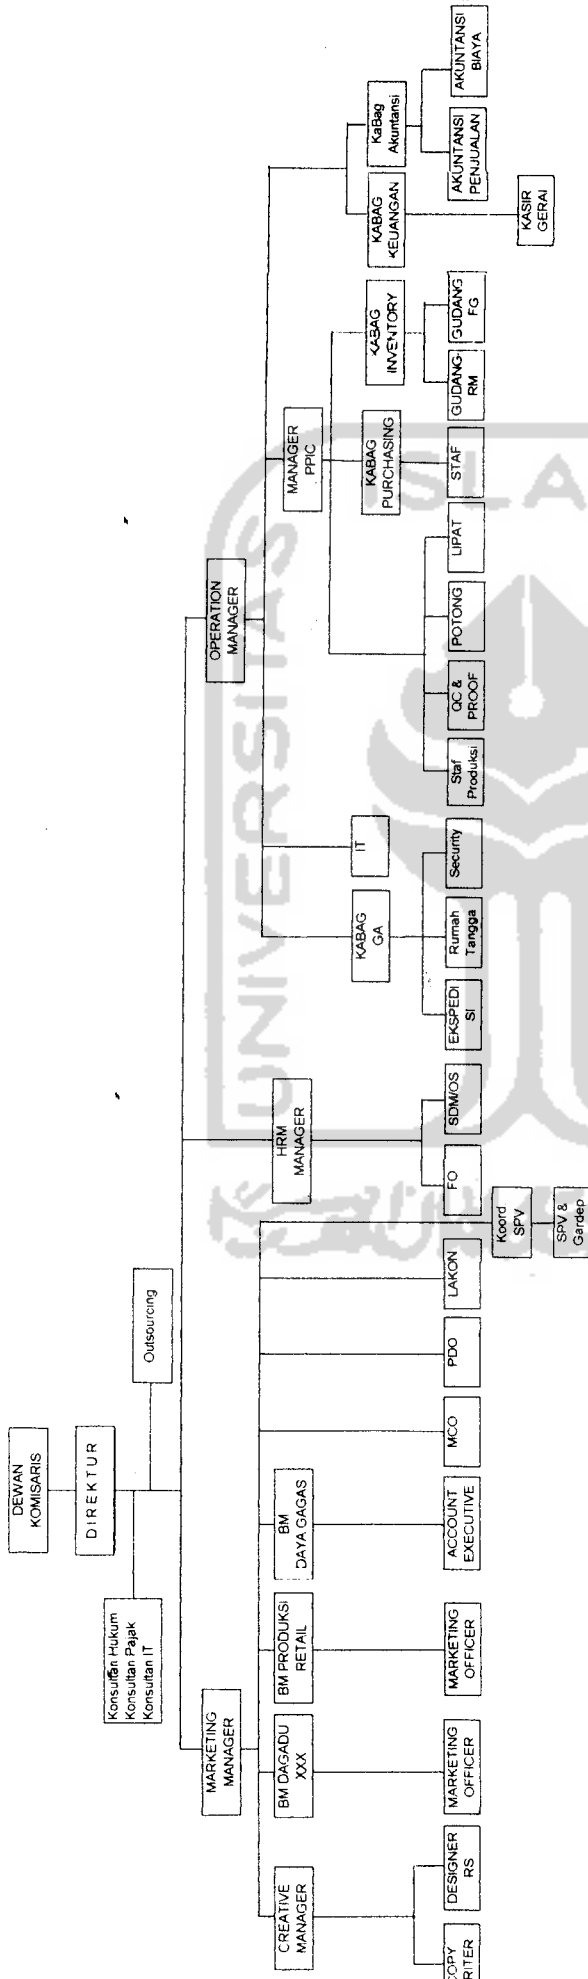 DEWAN
KOMISARIS
DIREKTUR
Outsourcing
Konsultan Hukum
Konsultan Pajak
Konsultan IT
MARKETING
MANAGER
HRM
MANAGER
OPERATION
MANAGER
CREATIVE
MANAGER
BM DAGADU
XXX
BM PRODUKSI
RETAIL
BM
DAYA GAGAS
KABAG
GA
IT
MANAGER
PPIC
KABAG
PURCHASING
KABAG
INVENTORY
KABAG
KEUANGAN
KaBag
Akuntansi
COPY
RITER
DESIGNER
RS
MARKETING
OFFICER
MARKETING
OFFICER
ACCOUNT
EXECUTIVE
MCO
PDO
LAKON
Koord
SPV
SPV &
Gardep
FO
SDM/OS
EKSPEDI
SI
Rumah
Tangga
Security
Staf
Produksi
QC &
PROOF
POTONG
LIPAT
STAF
GUDANG
RM
GUDANG
FG
KASIR
GERAI
AKUNTANSI
PENJUALAN
AKUNTANSI
BIAYA
UNIVERSITAS
ISLA